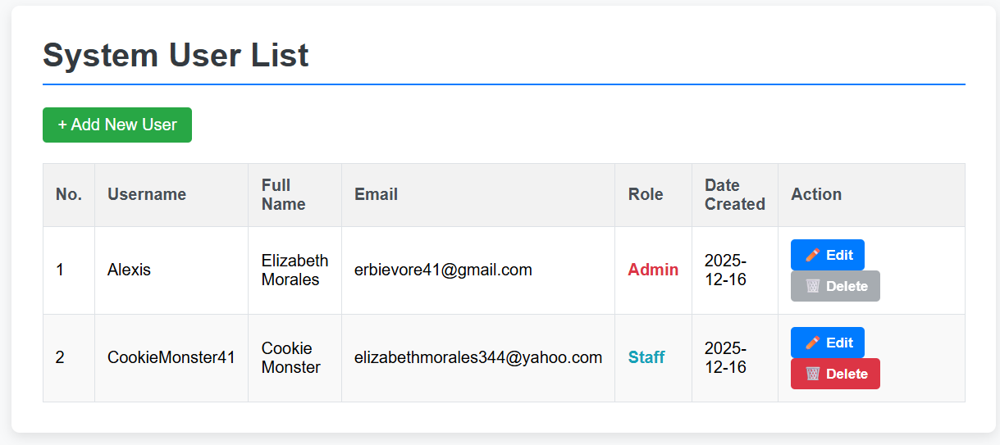 System User List
+ Add New User
No. Username Full Name Email Role Date Created Action
1 Alexis Elizabeth Morales erbievore41@gmail.com Admin 2025-12-16 Edit Delete
2 CookieMonster41 Cookie Monster elizabethmorales344@yahoo.com Staff 2025-12-16 Edit Delete